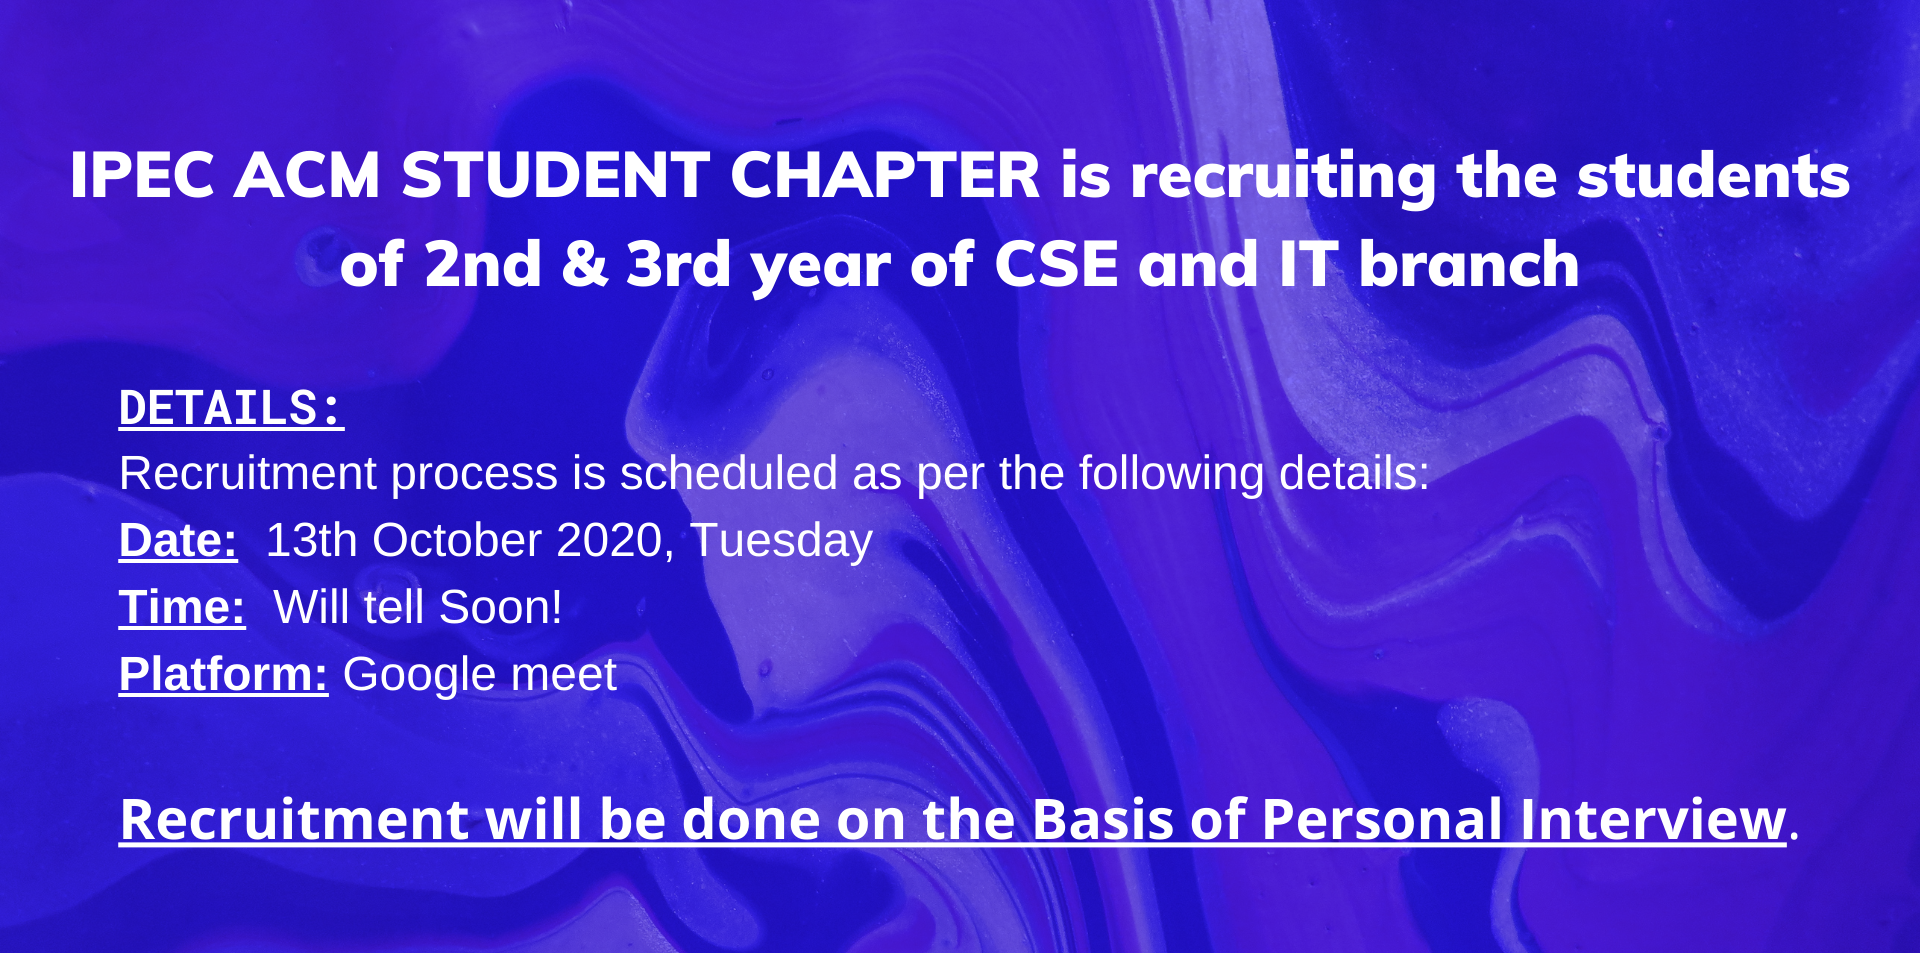 IPEC ACM STUDENT CHAPTER is recruiting the students
of 2nd & 3rd year of CSE and IT branch
DETAILS:
Recruitment process is scheduled as per the following details:
Date: 13th October 2020, Tuesday
Time: Will tell Soon!
Platform: Google meet
Recruitment will be done on the Basis of Personal Interview.